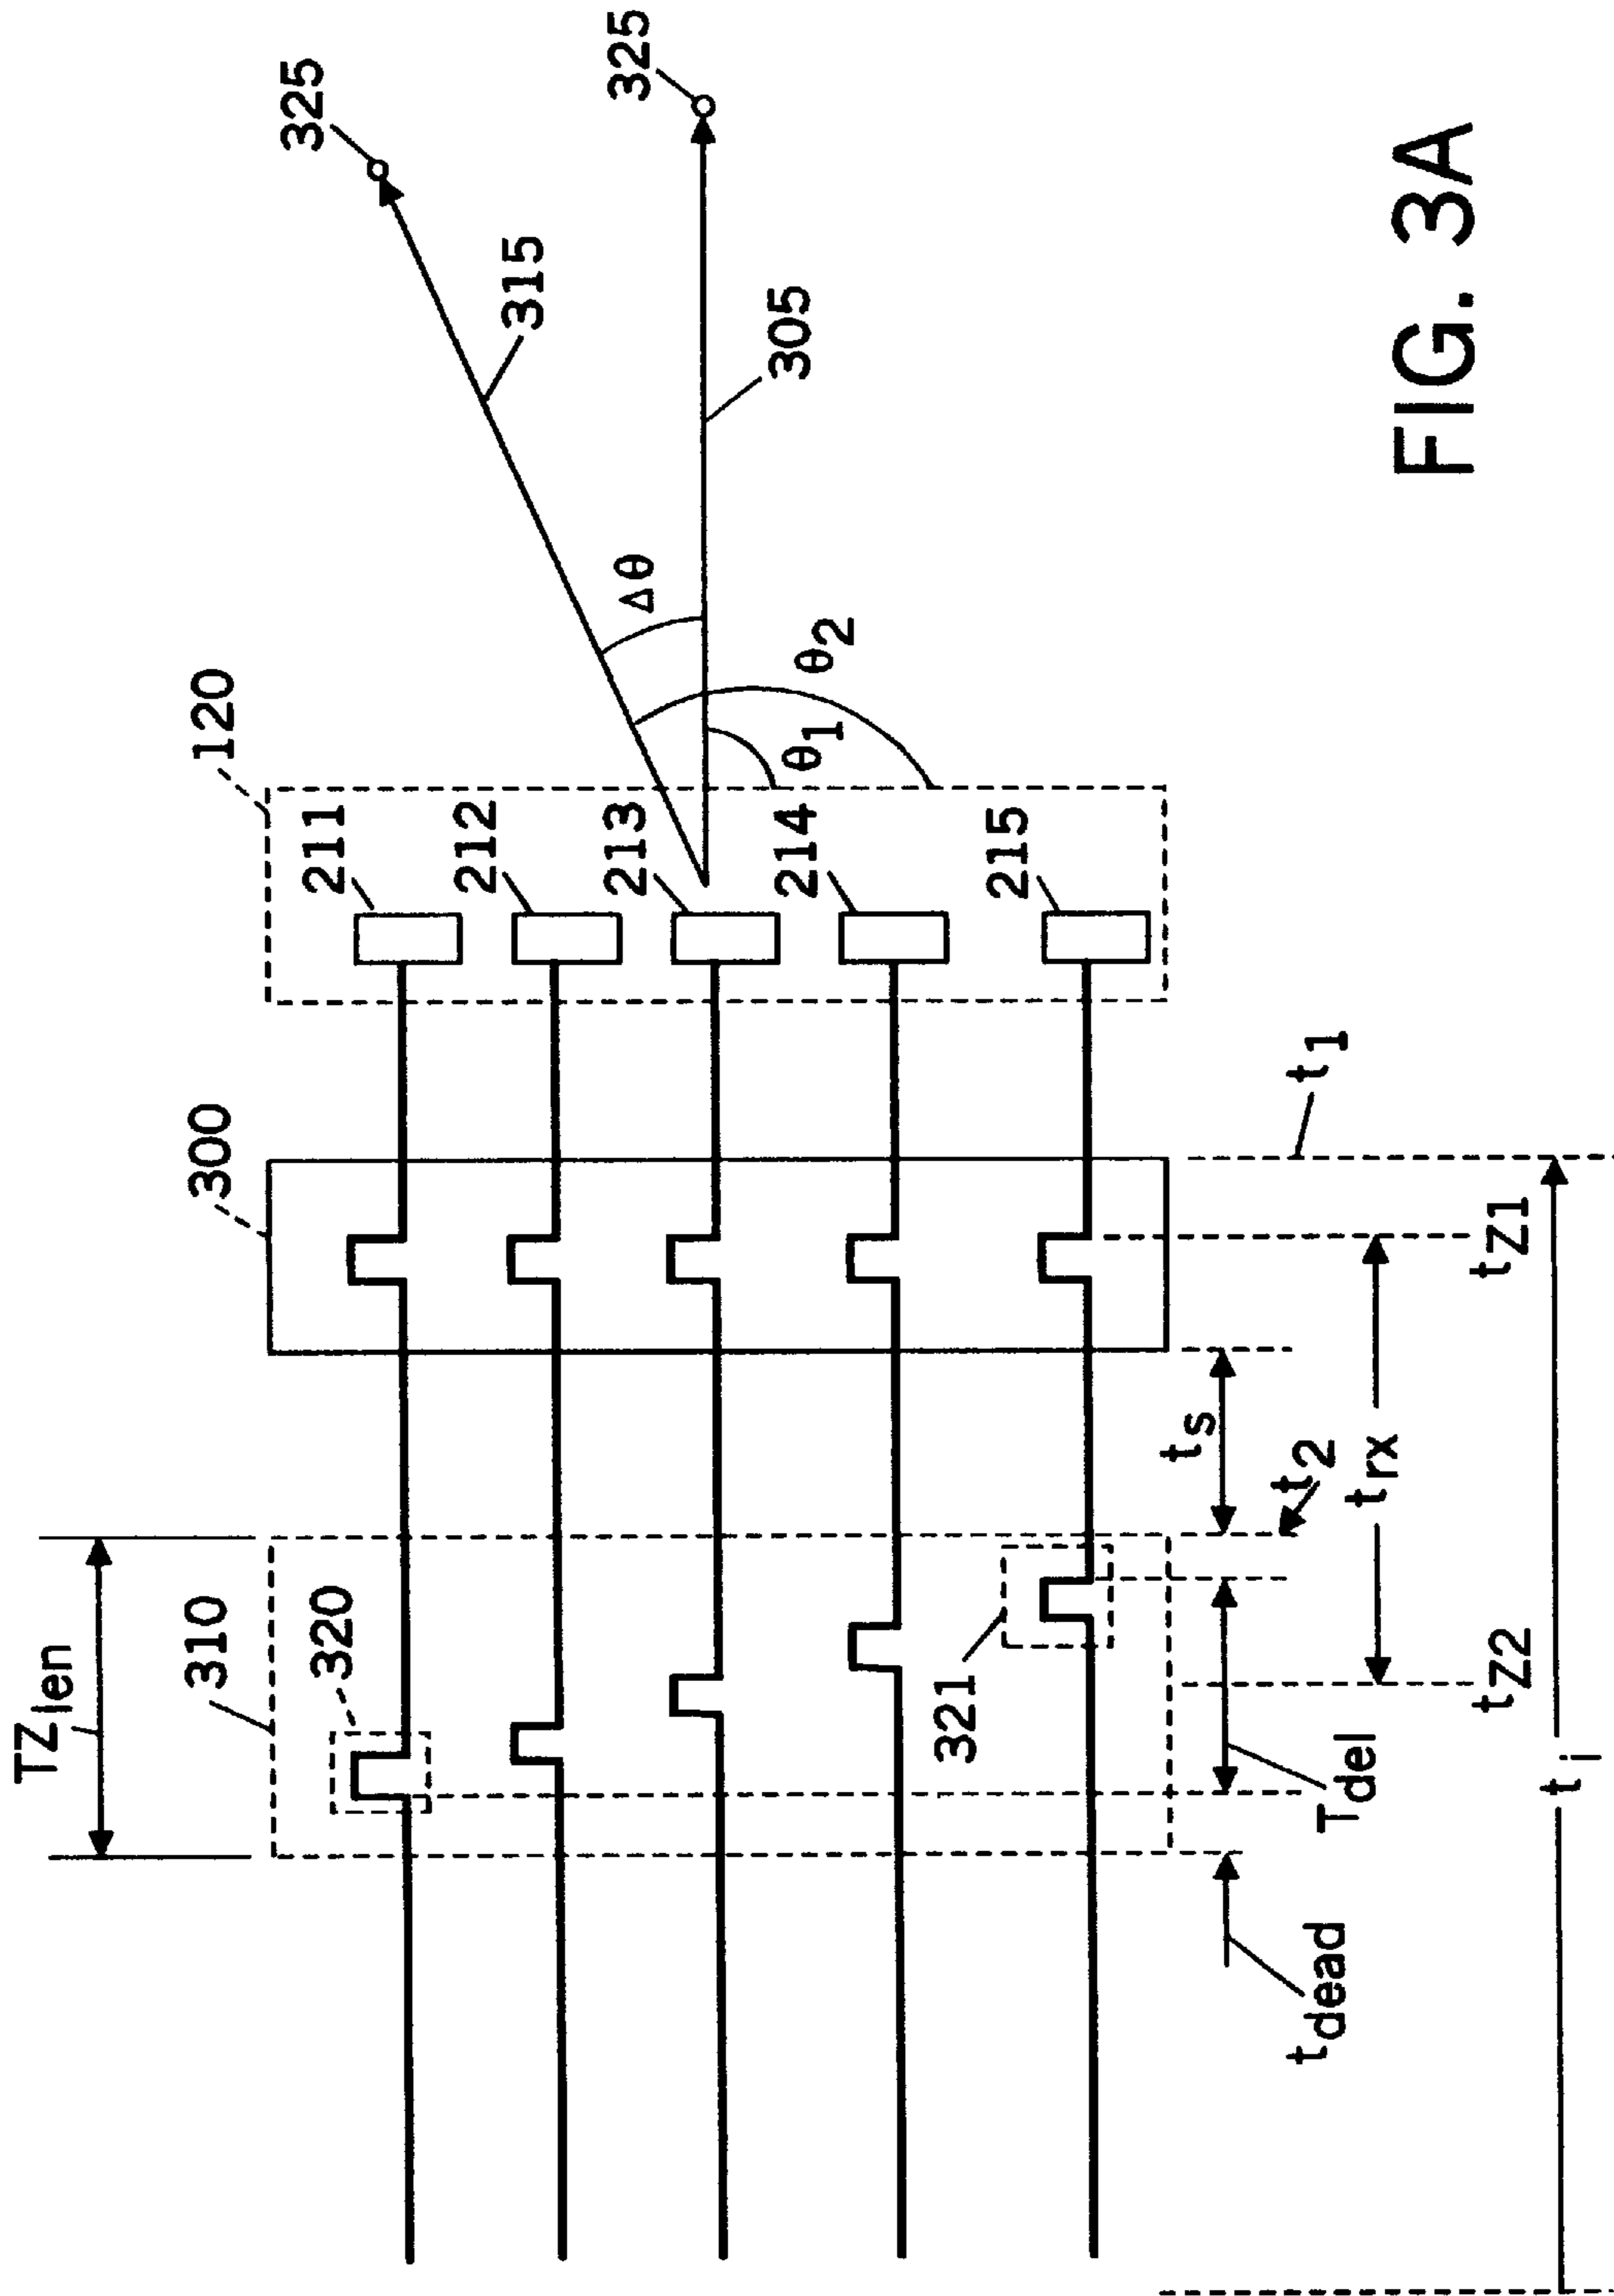 325
325
315
305
Δθ
θ2
θ1
120
211
212
213
214
215
300
t1
tZ1
ts
t2
trx
TZlen
310
320
321
tZ2
Tdel
ti
tdead
FIG. 3A